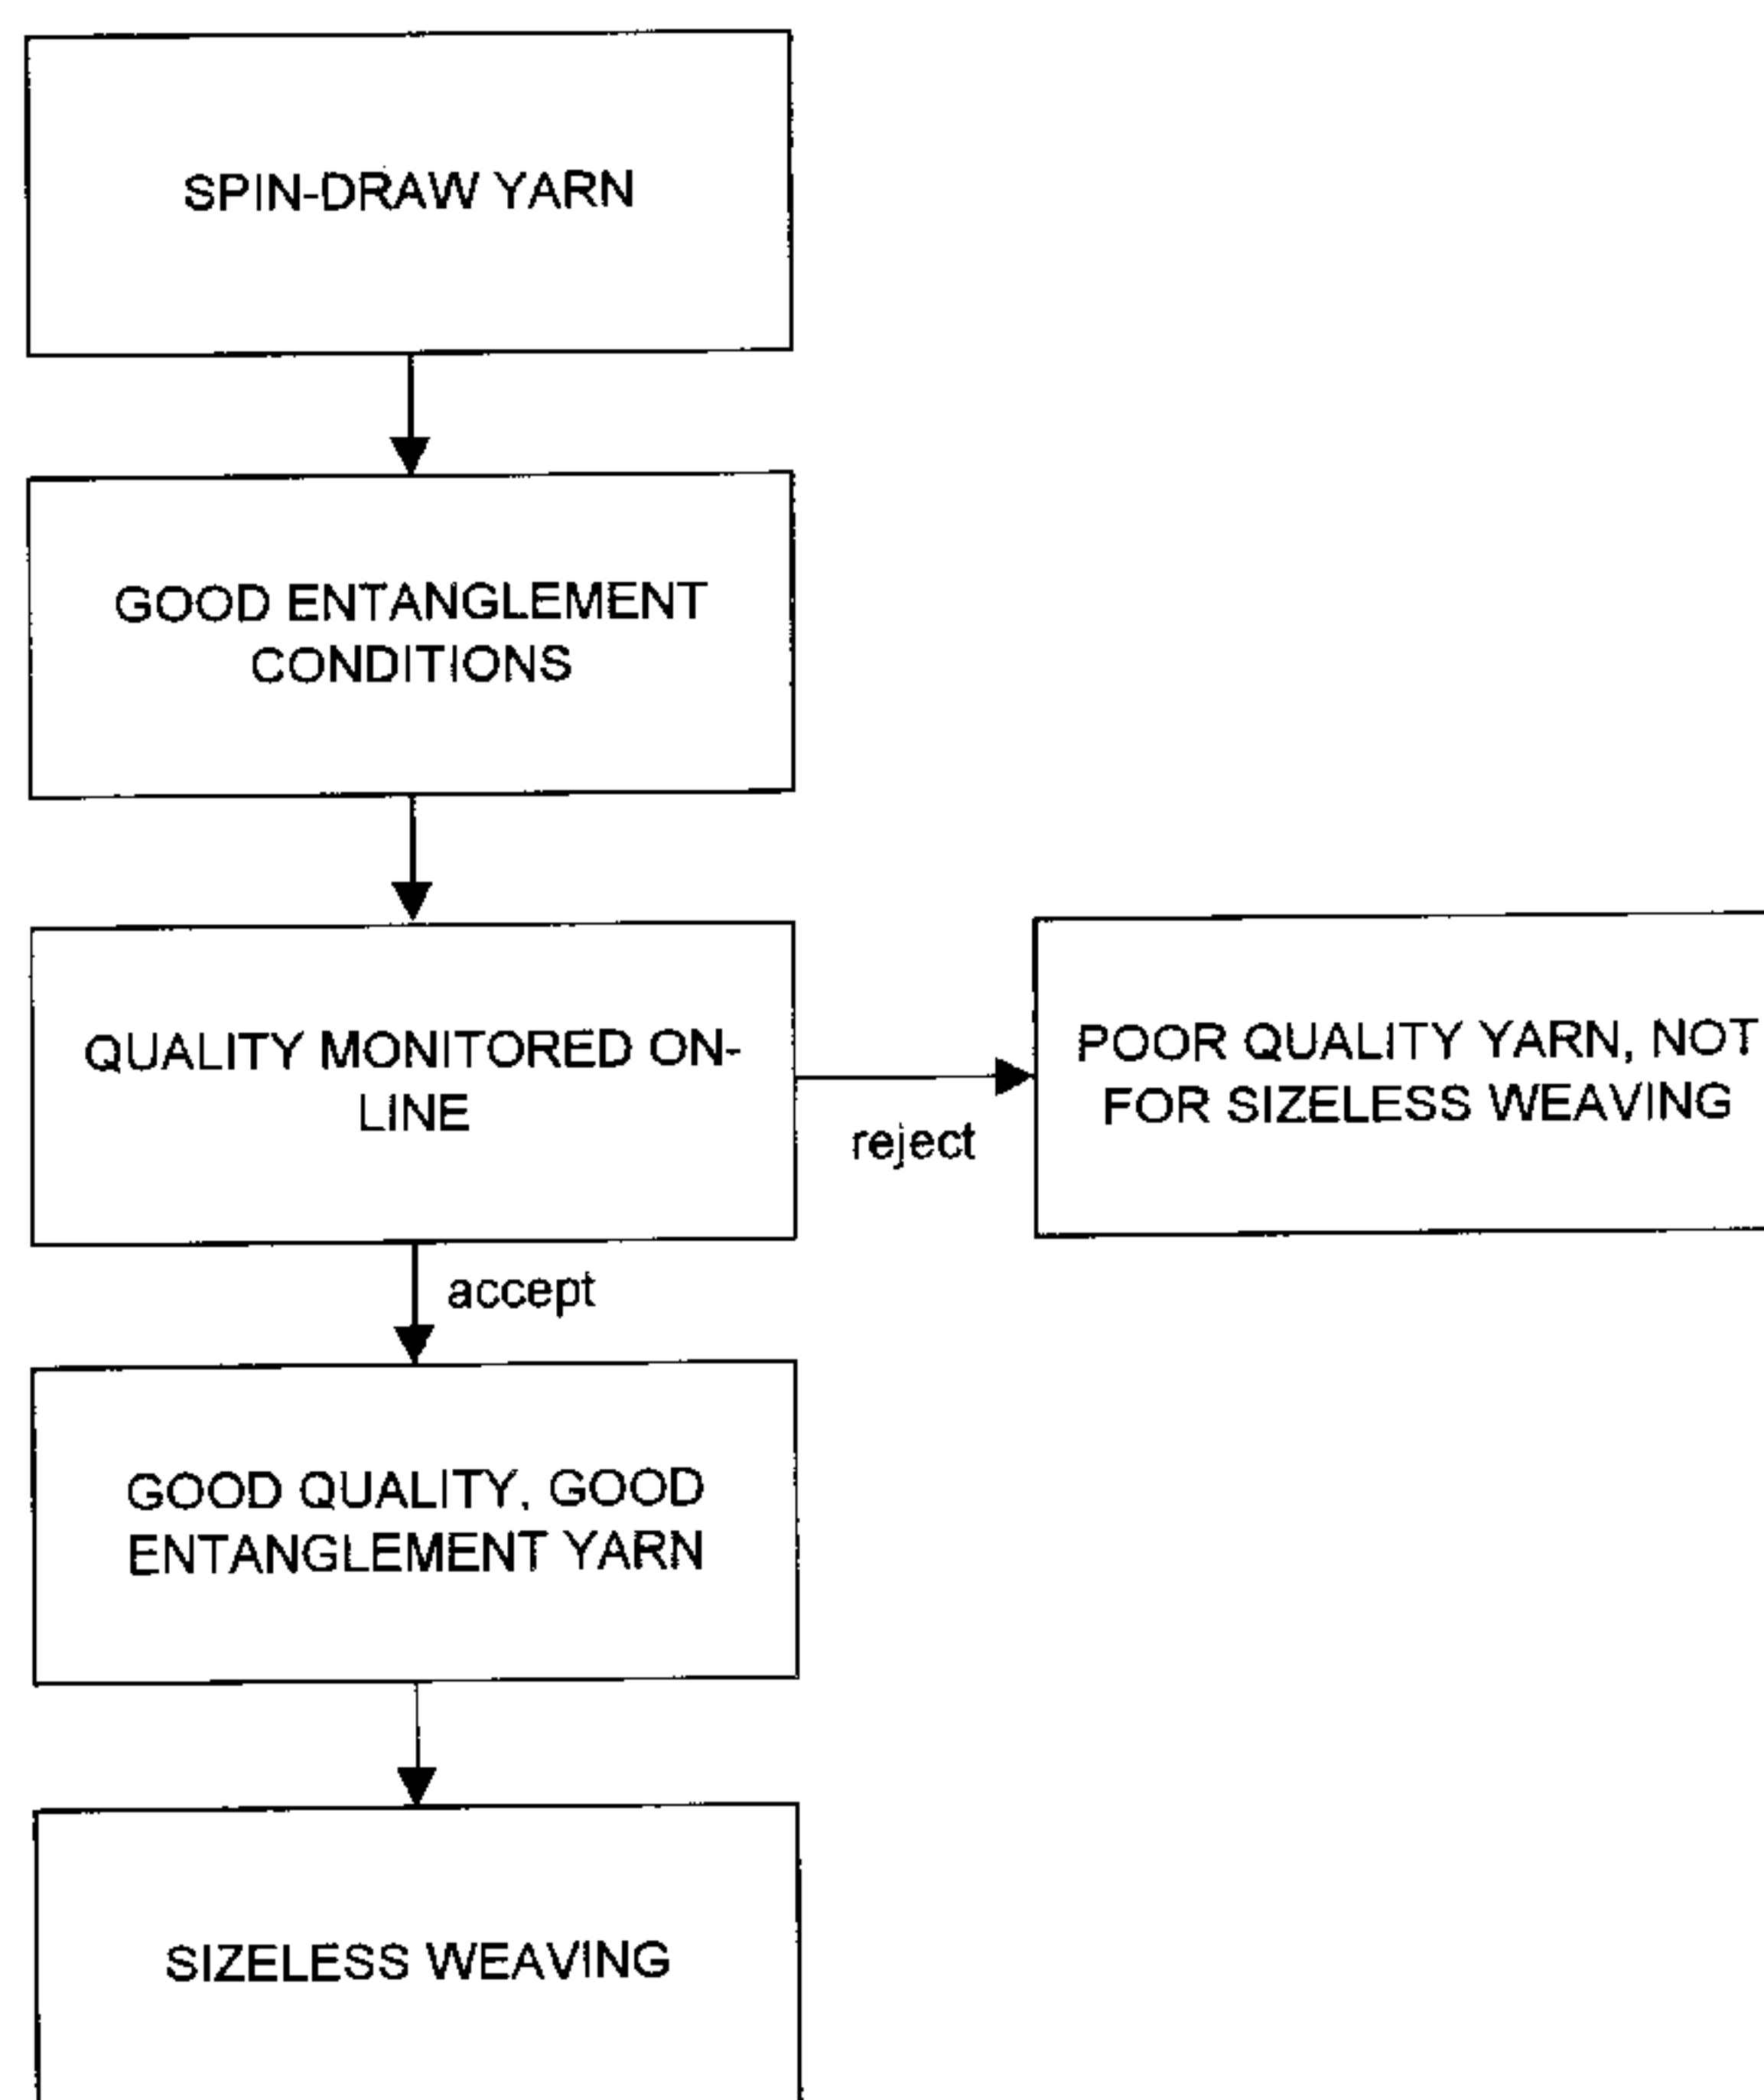 SPIN-DRAW YARN
GOOD ENTANGLEMENT
CONDITIONS
QUALITY MONITORED ON-
LINE
reject
POOR QUALITY YARN, NOT
FOR SIZELESS WEAVING
accept
GOOD QUALITY, GOOD
ENTANGLEMENT YARN
SIZELESS WEAVING